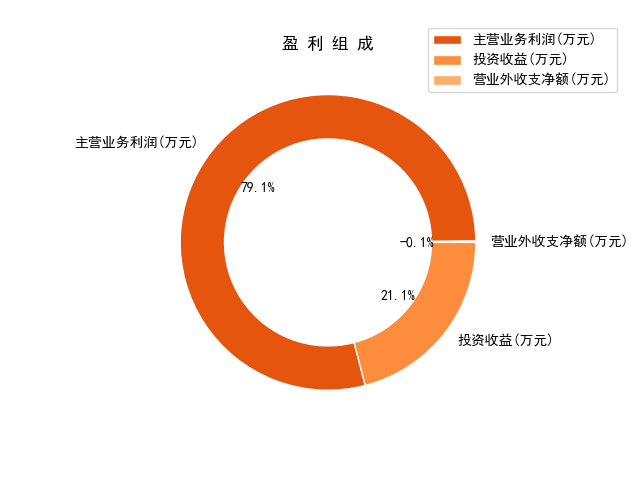 盈 利 组 成
主营业务利润(万元)
投资收益(万元)
营业外收支净额(万元)
主营业务利润(万元)
79.1%
-0.1%
营业外收支净额(万元)
21.1%
投资收益(万元)